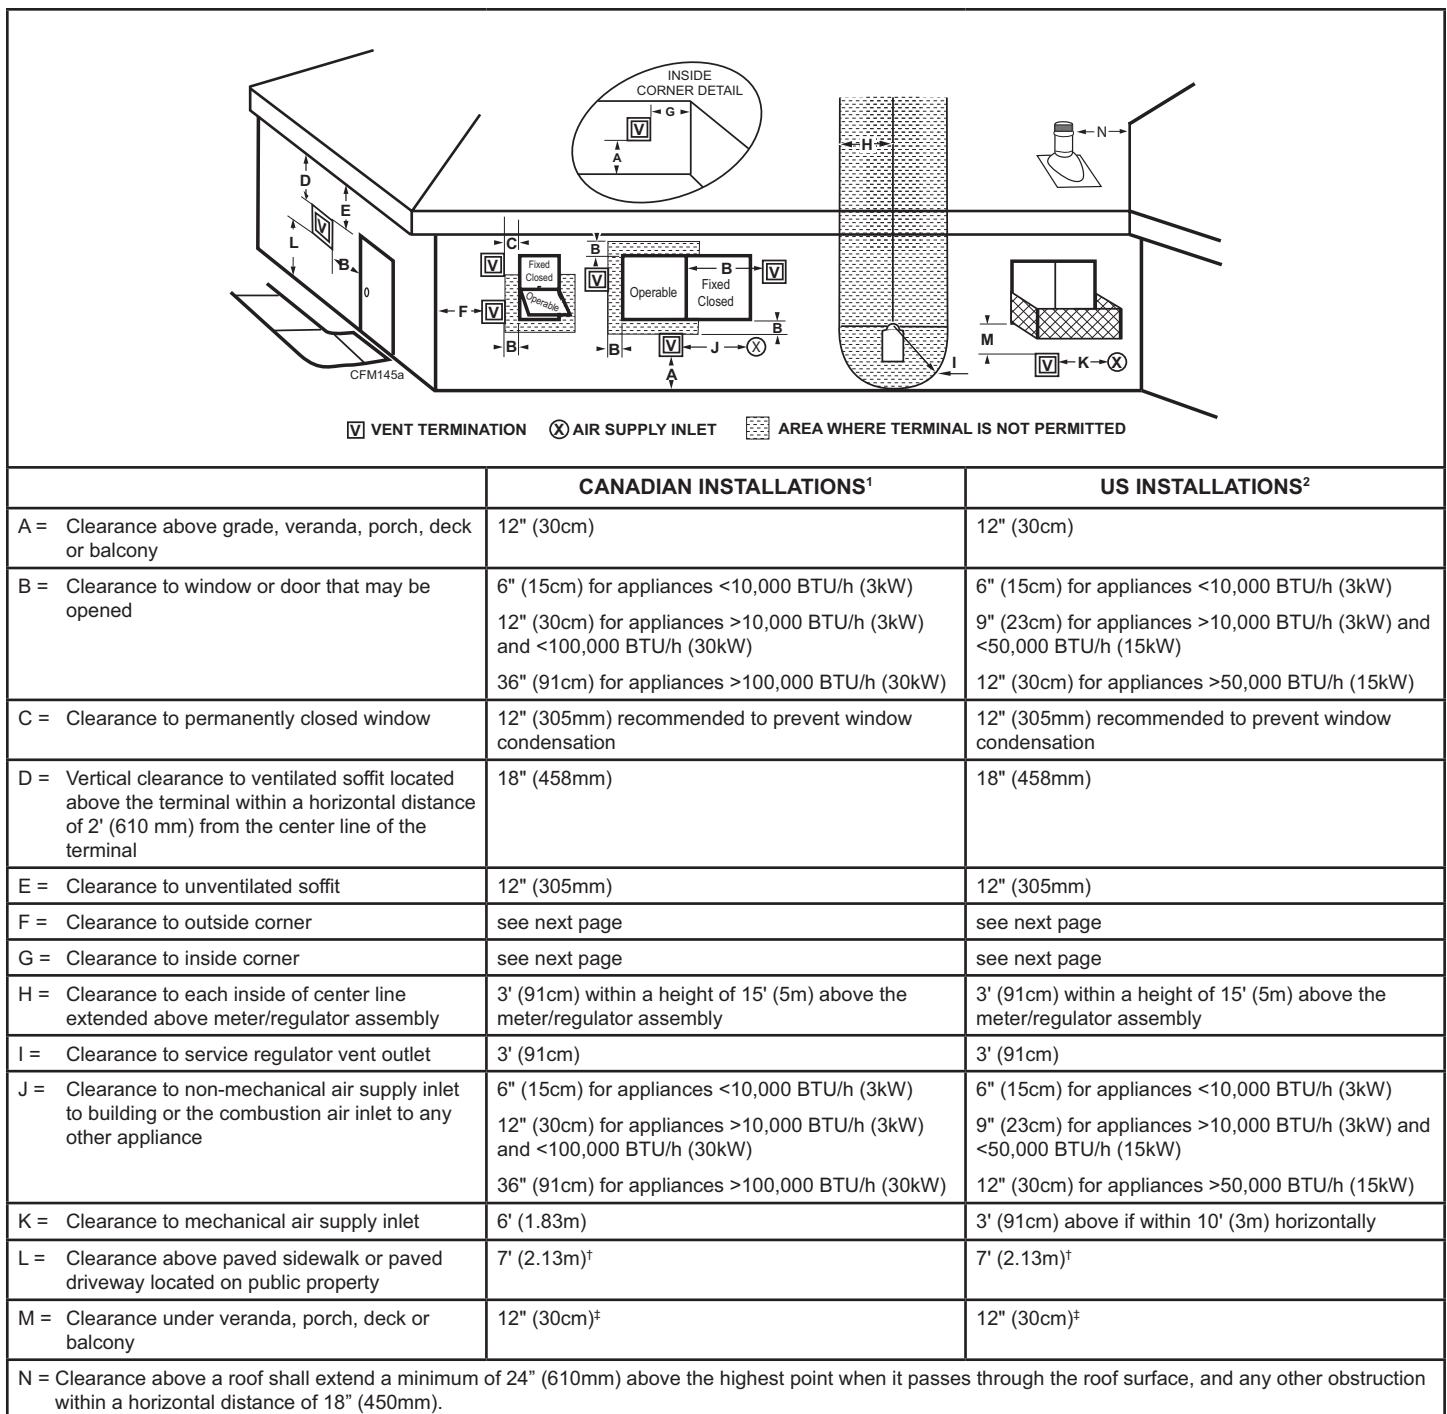 INSIDE
CORNER DETAIL
G
V
A
H
N
D
E
V
L
B
C
V
Fixed
Closed
Operable
F
V
B
B
V
Operable
B
V
Fixed
Closed
B
B
V
J
X
A
I
M
V
K
X
CFM145a
V VENT TERMINATION X AIR SUPPLY INLET AREA WHERE TERMINAL IS NOT PERMITTED
CANADIAN INSTALLATIONS¹
US INSTALLATIONS²
A = Clearance above grade, veranda, porch, deck
or balcony
12" (30cm)
12" (30cm)
B = Clearance to window or door that may be
opened
6" (15cm) for appliances <10,000 BTU/h (3kW)
12" (30cm) for appliances >10,000 BTU/h (3kW)
and <100,000 BTU/h (30kW)
36" (91cm) for appliances >100,000 BTU/h (30kW)
6" (15cm) for appliances <10,000 BTU/h (3kW)
9" (23cm) for appliances >10,000 BTU/h (3kW) and
<50,000 BTU/h (15kW)
12" (30cm) for appliances >50,000 BTU/h (15kW)
C = Clearance to permanently closed window
12" (305mm) recommended to prevent window
condensation
12" (305mm) recommended to prevent window
condensation
D = Vertical clearance to ventilated soffit located
above the terminal within a horizontal distance
of 2' (610 mm) from the center line of the
terminal
18" (458mm)
18" (458mm)
E = Clearance to unventilated soffit
12" (305mm)
12" (305mm)
F = Clearance to outside corner
see next page
see next page
G = Clearance to inside corner
see next page
see next page
H = Clearance to each inside of center line
extended above meter/regulator assembly
3' (91cm) within a height of 15' (5m) above the
meter/regulator assembly
3' (91cm) within a height of 15' (5m) above the
meter/regulator assembly
I = Clearance to service regulator vent outlet
3' (91cm)
3' (91cm)
J = Clearance to non-mechanical air supply inlet
to building or the combustion air inlet to any
other appliance
6" (15cm) for appliances <10,000 BTU/h (3kW)
12" (30cm) for appliances >10,000 BTU/h (3kW)
and <100,000 BTU/h (30kW)
36" (91cm) for appliances >100,000 BTU/h (30kW)
6" (15cm) for appliances <10,000 BTU/h (3kW)
9" (23cm) for appliances >10,000 BTU/h (3kW) and
<50,000 BTU/h (15kW)
12" (30cm) for appliances >50,000 BTU/h (15kW)
K = Clearance to mechanical air supply inlet
6' (1.83m)
3' (91cm) above if within 10' (3m) horizontally
L = Clearance above paved sidewalk or paved
driveway located on public property
7' (2.13m)†
7' (2.13m)†
M = Clearance under veranda, porch, deck or
balcony
12" (30cm)‡
12" (30cm)‡
N = Clearance above a roof shall extend a minimum of 24” (610mm) above the highest point when it passes through the roof surface, and any other obstruction
within a horizontal distance of 18” (450mm).